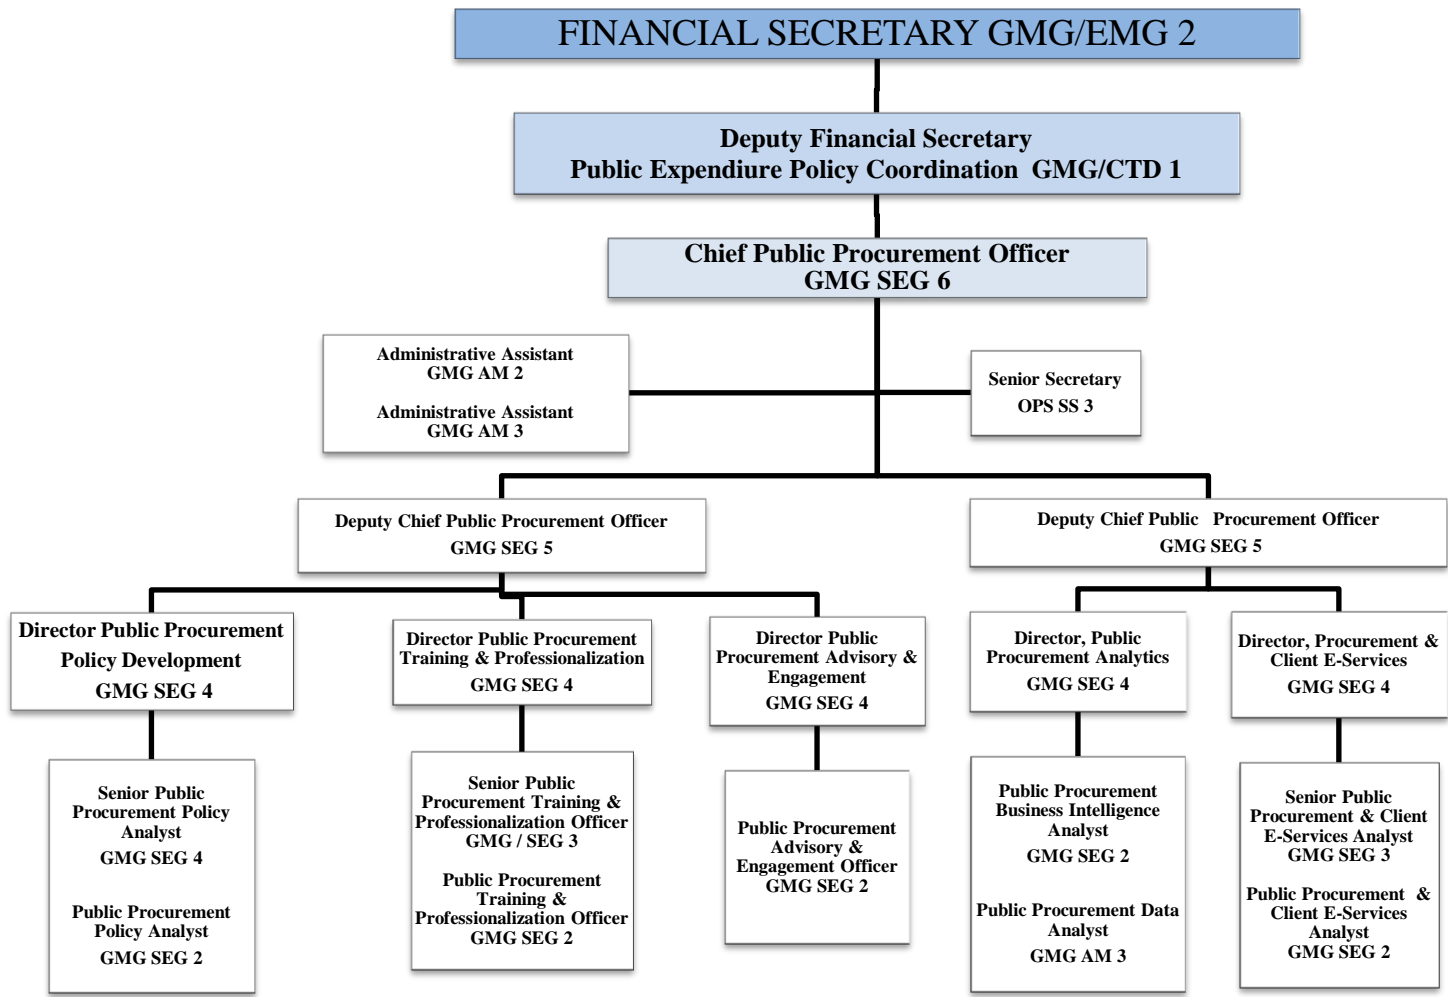 FINANCIAL SECRETARY GMG/EMG 2
Deputy Financial Secretary
Public Expendiure Policy Coordination GMG/CTD 1
Chief Public Procurement Officer
GMG SEG 6
Administrative Assistant
GMG AM 2
Administrative Assistant
GMG AM 3
Senior Secretary
OPS SS 3
Deputy Chief Public Procurement Officer
GMG SEG 5
Deputy Chief Public Procurement Officer
GMG SEG 5
Director Public Procurement
Policy Development
GMG SEG 4
Director Public Procurement
Training & Professionalization
GMG SEG 4
Director Public
Procurement Advisory &
Engagement
GMG SEG 4
Director, Public
Procurement Analytics
GMG SEG 4
Director, Procurement &
Client E-Services
GMG SEG 4
Senior Public
Procurement Policy
Analyst
GMG SEG 4
Public Procurement
Policy Analyst
GMG SEG 2
Senior Public
Procurement Training &
Professionalization Officer
GMG / SEG 3
Public Procurement
Training &
Professionalization Officer
GMG SEG 2
Public Procurement
Advisory &
Engagement Officer
GMG SEG 2
Public Procurement
Business Intelligence
Analyst
GMG SEG 2
Public Procurement Data
Analyst
GMG AM 3
Senior Public
Procurement & Client
E-Services Analyst
GMG SEG 3
Public Procurement &
Client E-Services
Analyst
GMG SEG 2